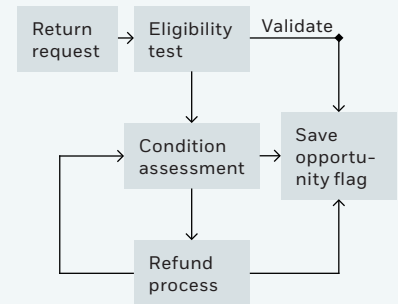 Return
request
Eligibility
test
Validate
Condition
assessment
Save
opportu-
nity flag
Refund
process